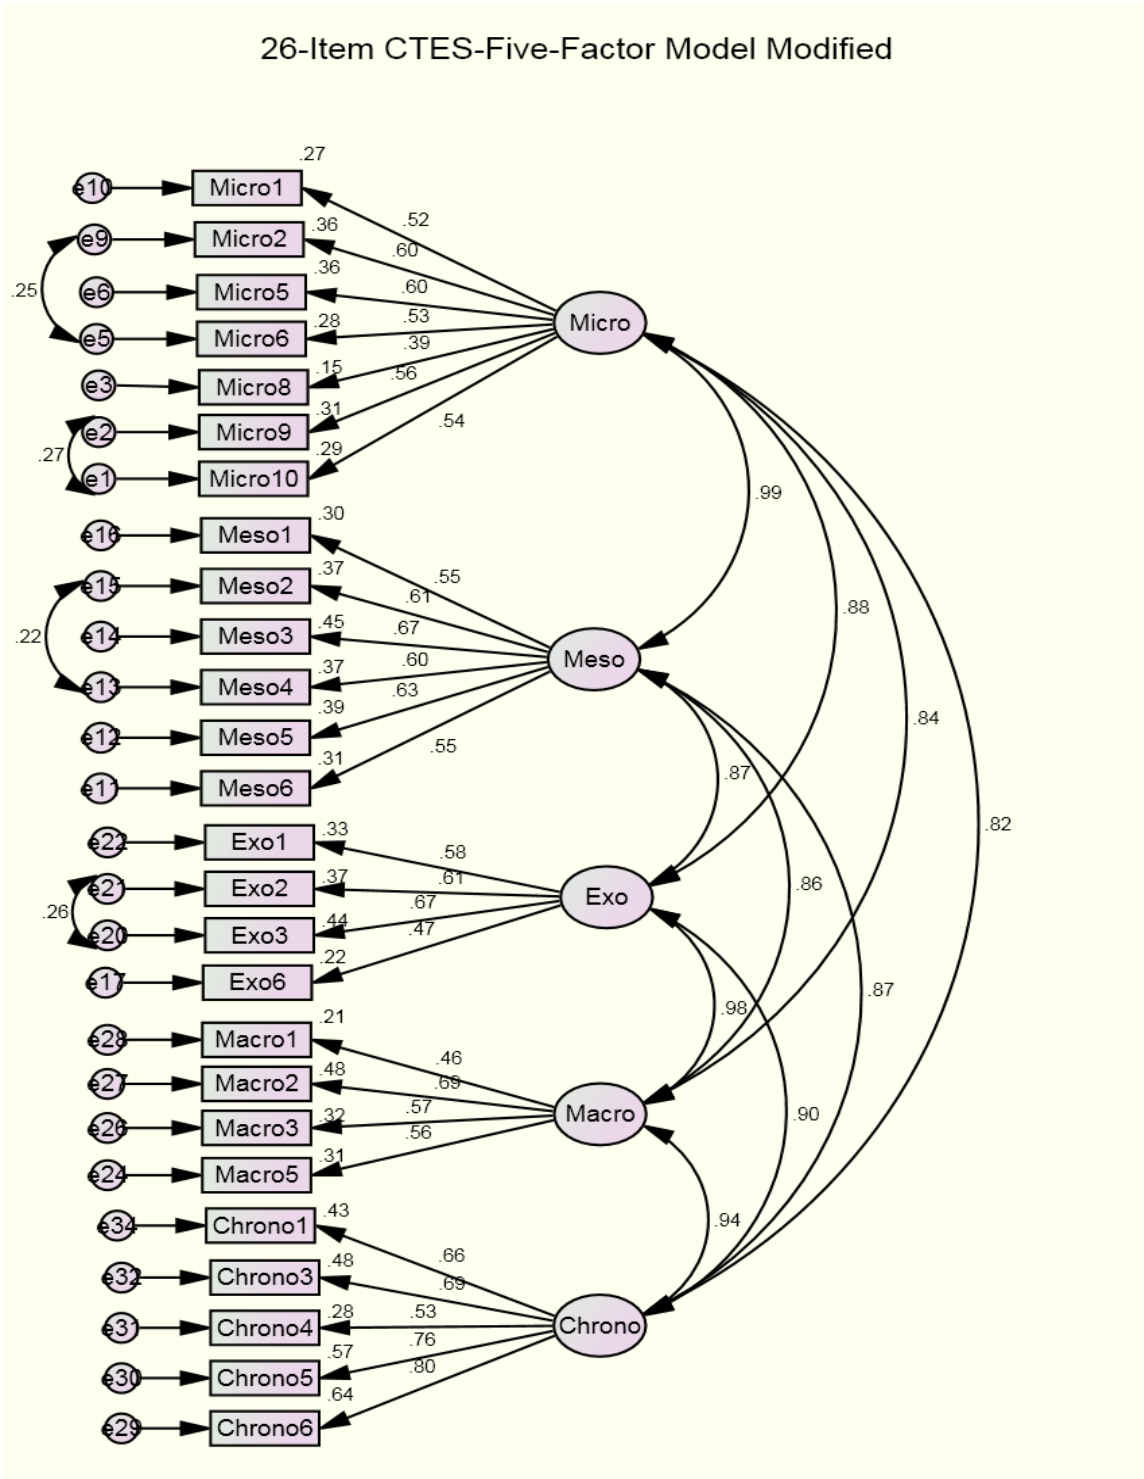 26-Item CTES-Five-Factor Model Modified
.27
e10 Micro1
.52
.36
e9 Micro2
.60
.36
.25 e6 Micro5
.60
.28
.53
e5 Micro6
.39
Micro
.15
e3 Micro8
.56
.31
e2 Micro9
.54
.27
.29
e1 Micro10
.99
.30
e16 Meso1
.37
.55
e15 Meso2
.61
.88
.45
.67
.22 e14 Meso3
.60
Meso
.37
e13 Meso4
.63
.39
.84
e12 Meso5
.55
.31
.87
e11 Meso6
.33
.82
e22 Exo1
.58
.37
.61
.86
e21 Exo2
.67
Exo
.26
.44
.47
e20 Exo3
.22
e17 Exo6
.87
.98
.21
e28 Macro1
.46
.48
.69
e27 Macro2
.57
Macro
.32
.90
e26 Macro3
.56
.31
e24 Macro5
.43
.94
e34 Chrono1
.66
.48
.69
e32 Chrono3
.28
.53
e31 Chrono4
Chrono
.76
.57
.80
e30 Chrono5
.64
e29 Chrono6